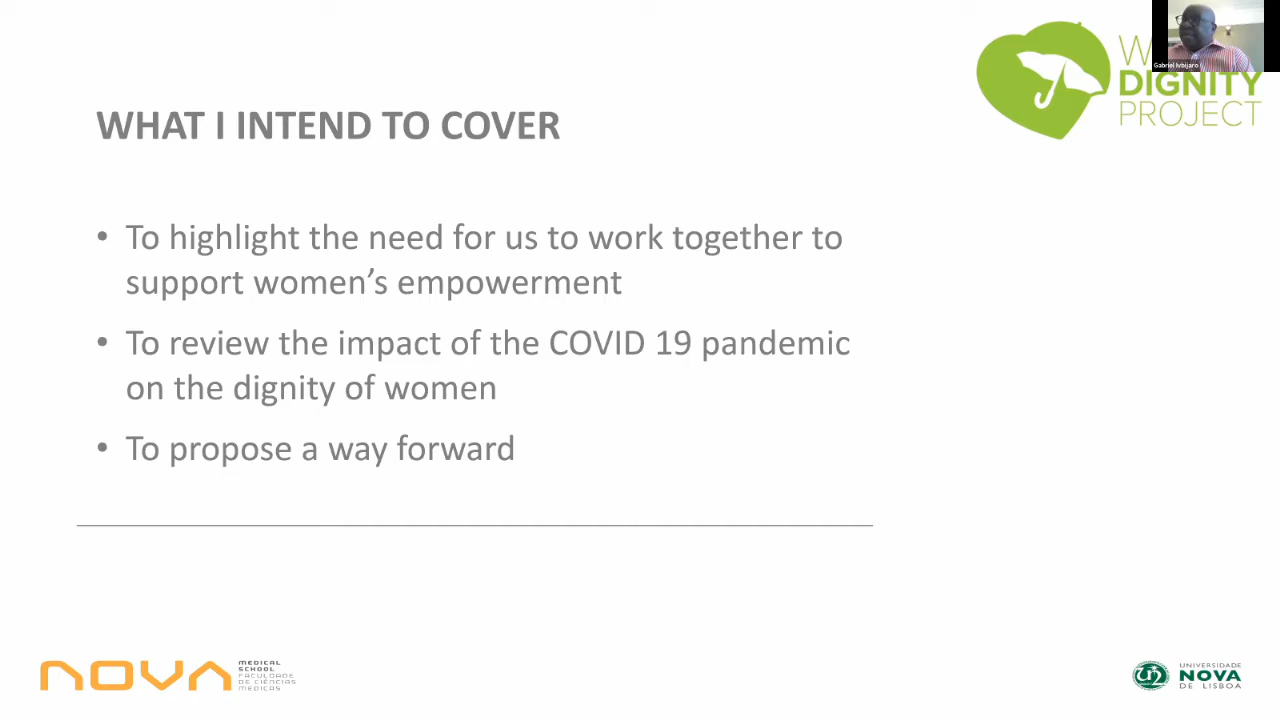 DIGNITY
PROJECT
Gabriel Ivbijaro
WHAT I INTEND TO COVER
• To highlight the need for us to work together to
support women’s empowerment
• To review the impact of the COVID 19 pandemic
on the dignity of women
• To propose a way forward
NOVA
MEDICAL
SCHOOL
FACULDADE
DE CIÊNCIAS
MÉDICAS
UNIVERSIDADE
NOVA
DE LISBOA